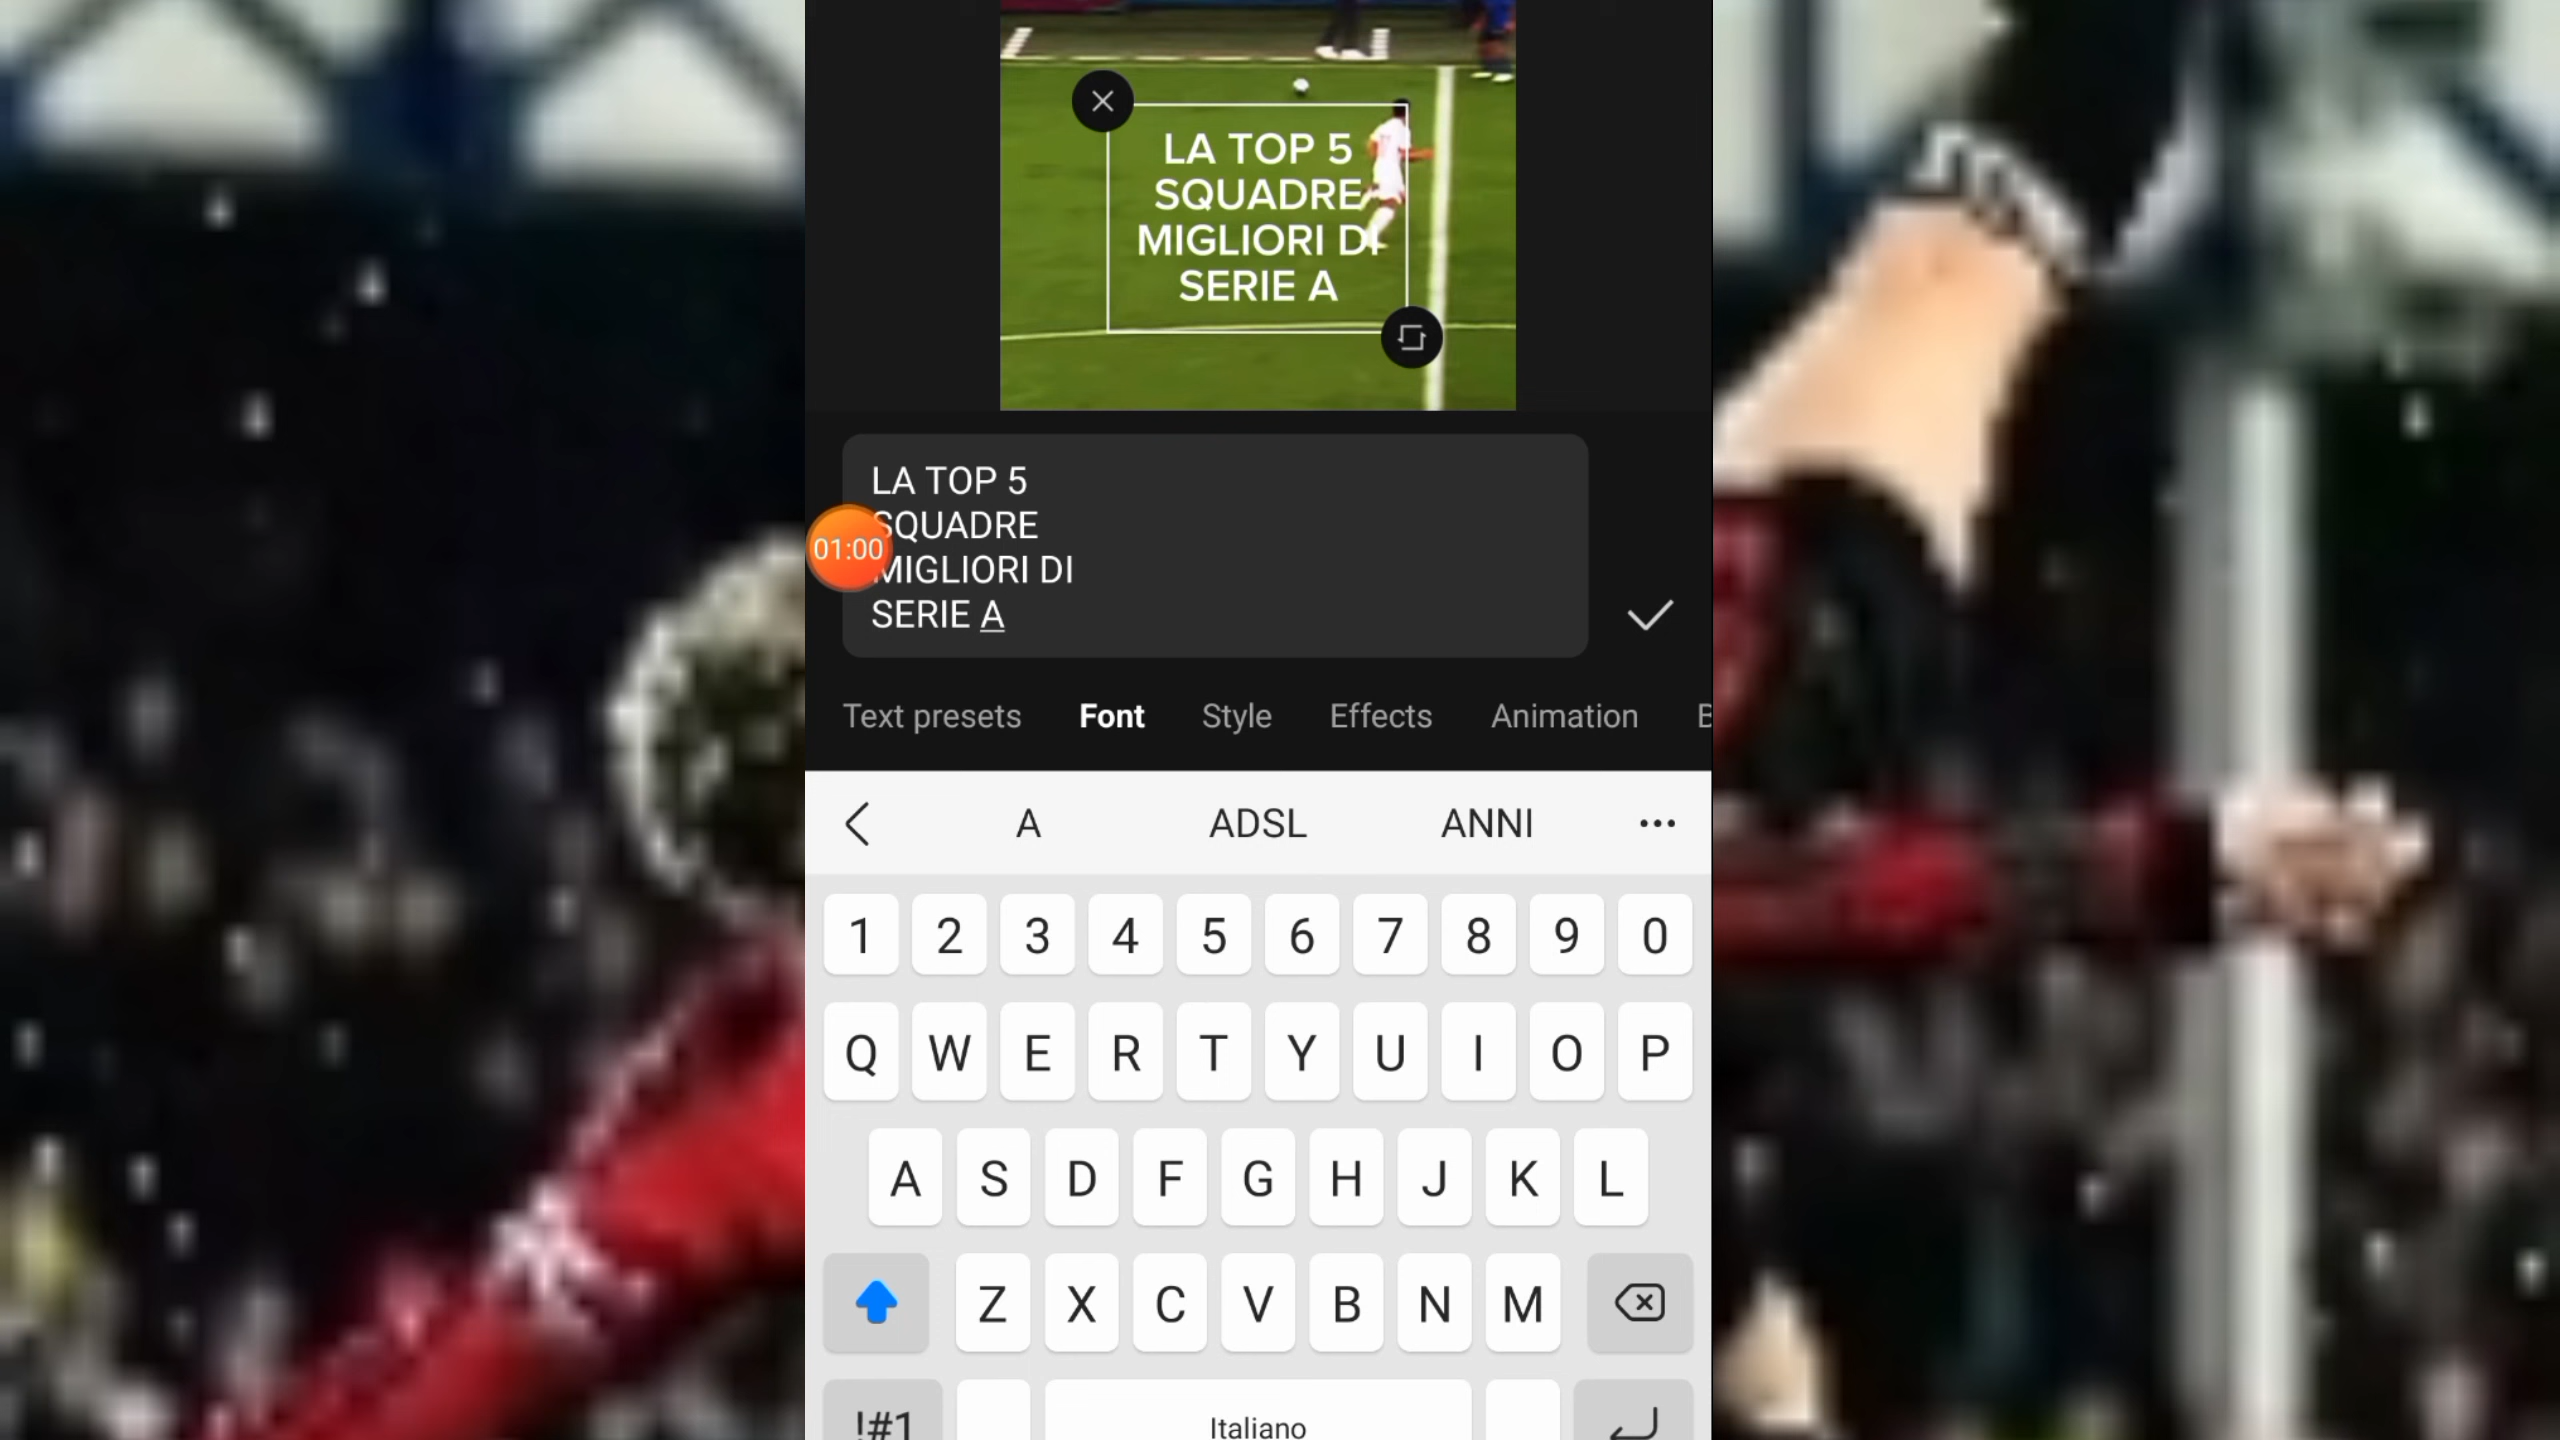 LA TOP 5
SQUADRE
MIGLIORI DI
SERIE A
LA TOP 5
SQUADRE
MIGLIORI DI
SERIE A
01:00
Text presets Font Style Effects Animation
A ADSL ANNI
1 2 3 4 5 6 7 8 9 0
Q W E R T Y U I O P
A S D F G H J K L
Z X C V B N M
!#1 Italiano